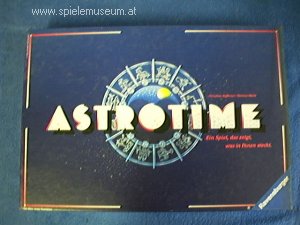 www.spielemuseum.at
ASTROTIME
Ein Spiel, das zeigt,
was in Ihnen steckt.
Ravensburger